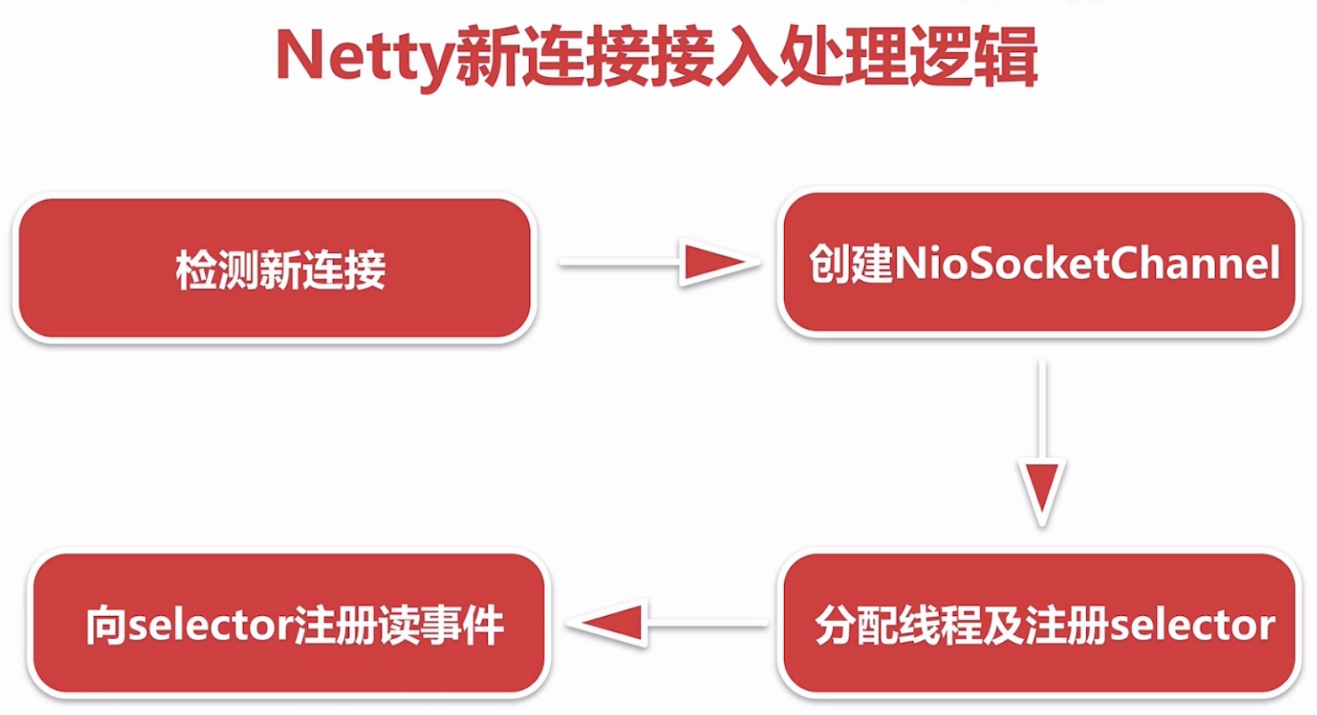 Netty新连接接入处理逻辑
检测新连接
创建NioSocketChannel
分配线程及注册selector
向selector注册读事件